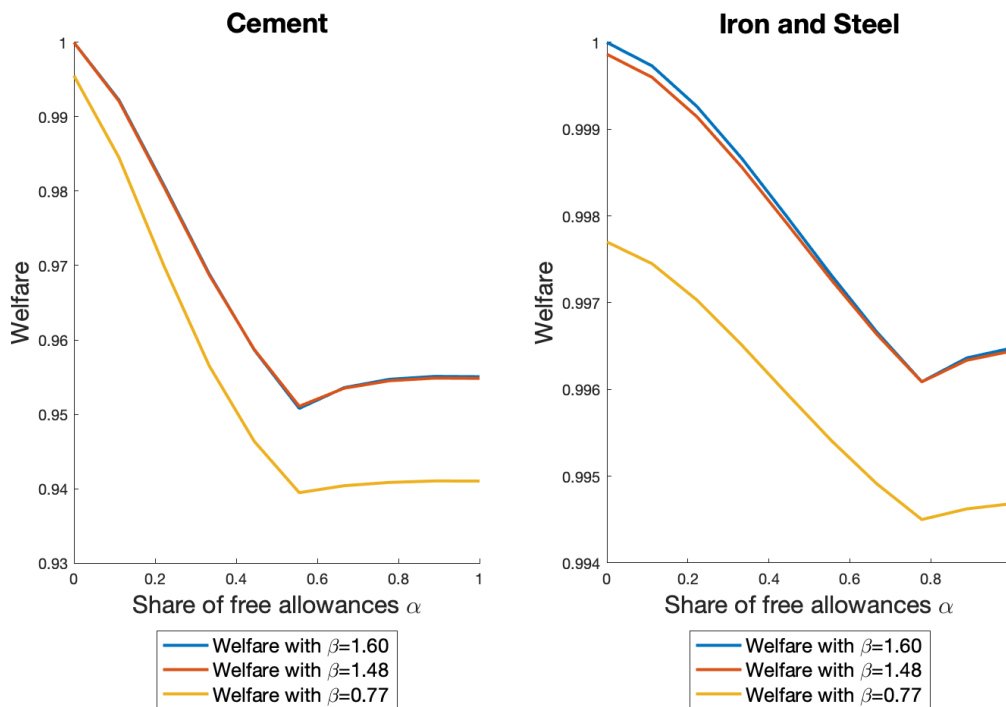 Cement
1
0.99
0.98
0.97
0.96
0.95
0.94
0.93
Welfare
0 0.2 0.4 0.6 0.8 1
Share of free allowances α
Welfare with β=1.60
Welfare with β=1.48
Welfare with β=0.77
Iron and Steel
1
0.999
0.998
0.997
0.996
0.995
0.994
Welfare
0 0.2 0.4 0.6 0.8
Share of free allowances α
Welfare with β=1.60
Welfare with β=1.48
Welfare with β=0.77